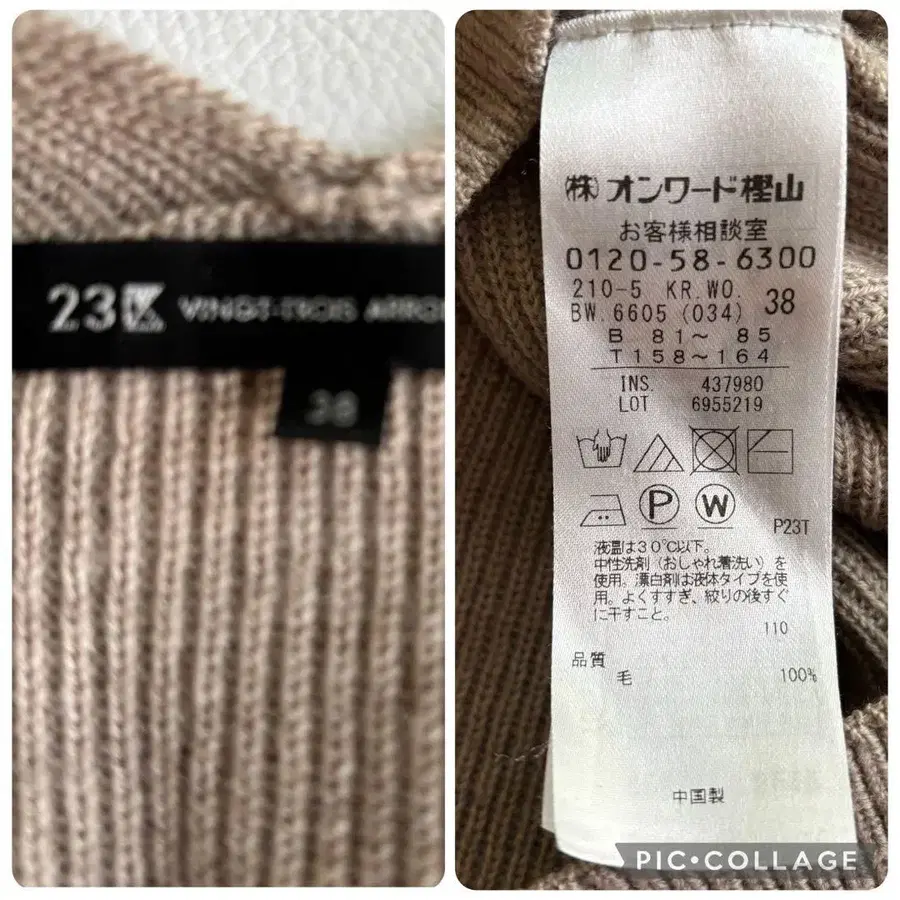 23区 VINGT-TROIS ARRO
38
(株)オンワード樫山
お客様相談室
0120-58-6300
210-5 KR.WO.
BW.6605 (034) 38
B 81～ 85
T158～164
INS. 437980
LOT 6955219
P W
P23T
液温は30℃以下。
中性洗剤（おしゃれ着洗い）を
使用。漂白剤は液体タイプを使
用。よくすすぎ、絞りの後すぐ
に干すこと。
110
品質
毛 100%
中国製
PIC•COLLAGE